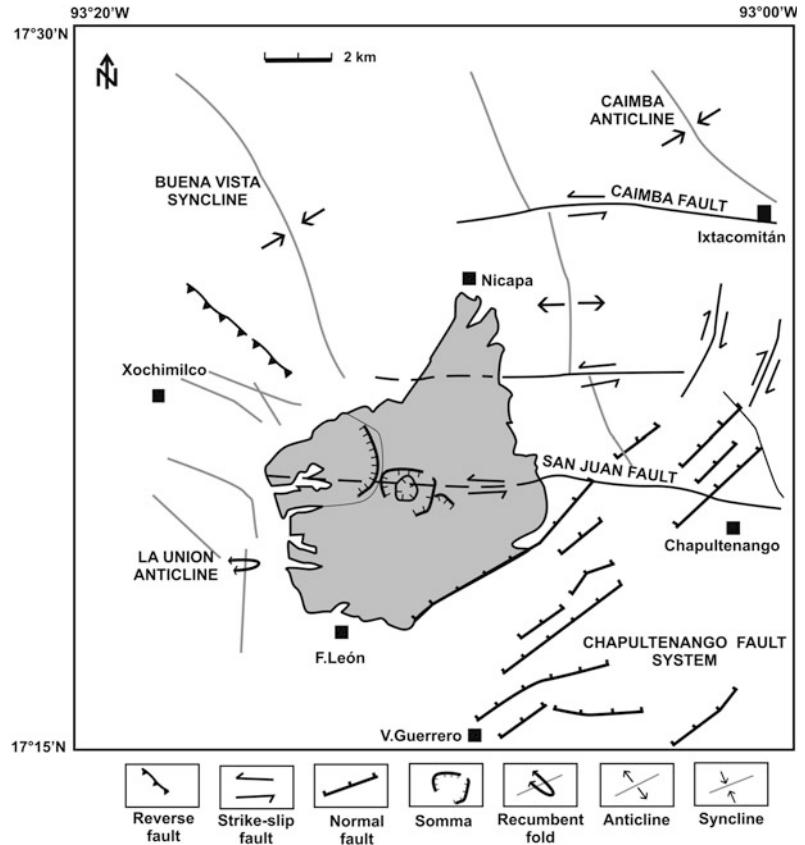 93°20'W
93°00'W
17°30'N
2 km
N
CAIMBA
ANTICLINE
BUENA VISTA
SYNCLINE
CAIMBA FAULT
Ixtacomitán
Nicapa
Xochimilco
SAN JUAN FAULT
Chapultenango
LA UNION
ANTICLINE
F.León
CHAPULTENANGO FAULT
SYSTEM
V.Guerrero
17°15'N
Reverse
fault
Strike-slip
fault
Normal
fault
Somma
Recumbent
fold
Anticline
Syncline